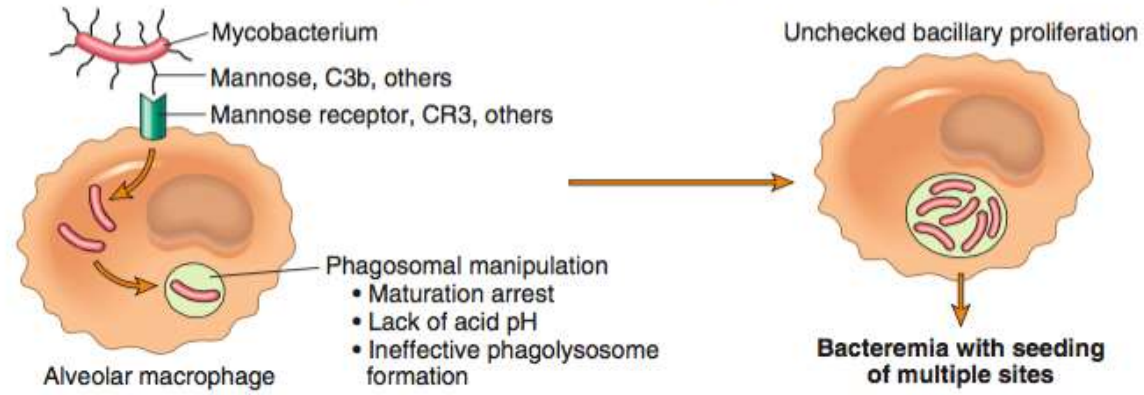 Mycobacterium
Mannose, C3b, others
Mannose receptor, CR3, others
Phagosomal manipulation
• Maturation arrest
• Lack of acid pH
• Ineffective phagolysosome
formation
Alveolar macrophage
Unchecked bacillary proliferation
Bacteremia with seeding
of multiple sites